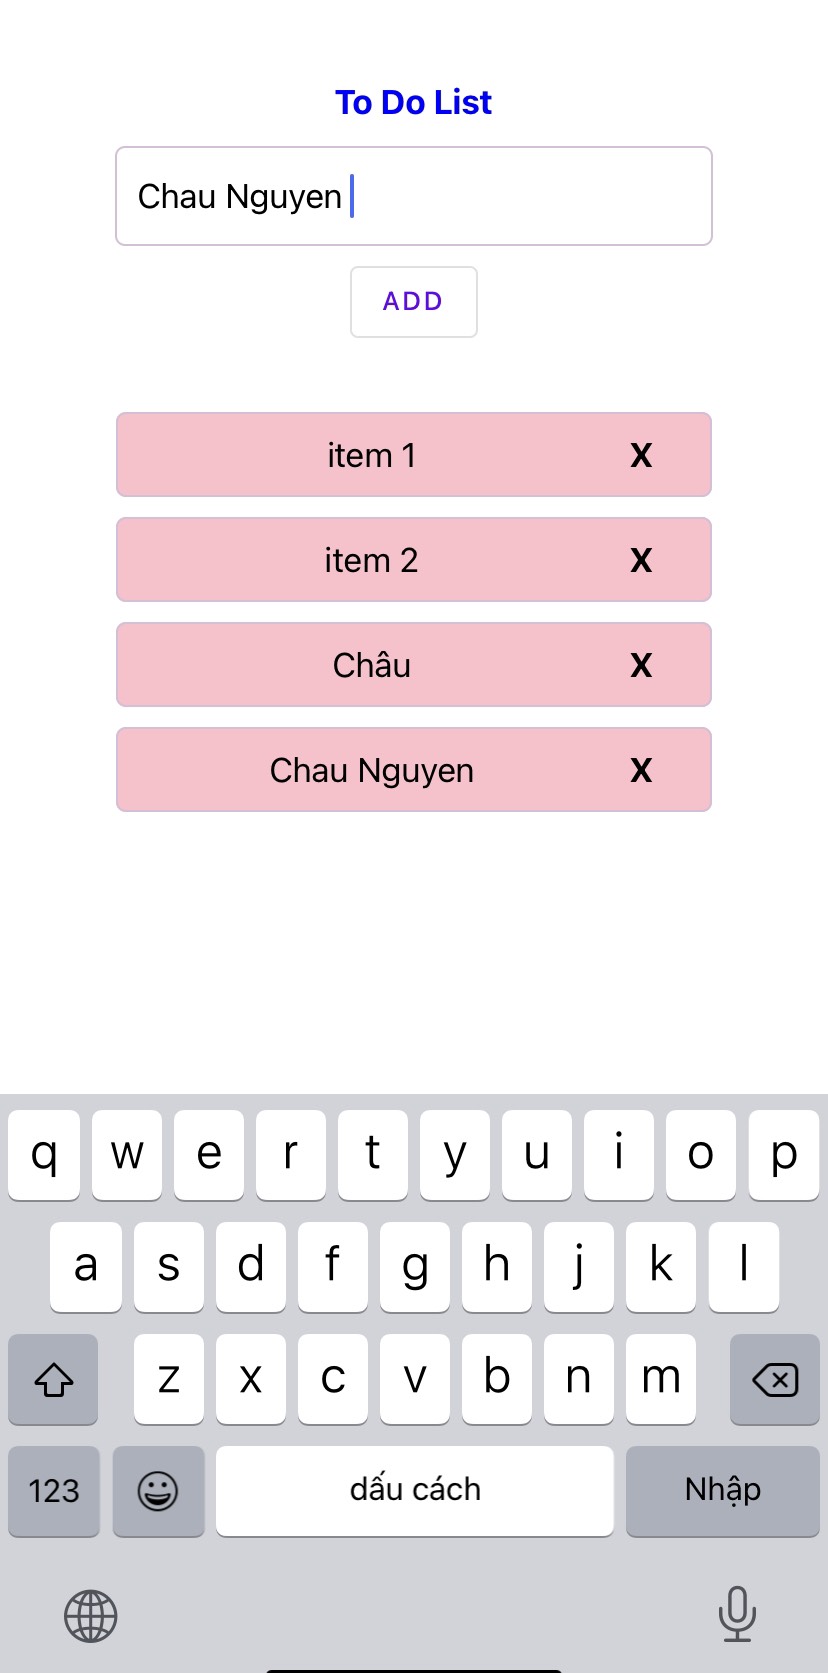 To Do List
Chau Nguyen
ADD
item 1 X
item 2 X
Châu X
Chau Nguyen X
q w e r t y u i o p
a s d f g h j k l
z x c v b n m
123 dấu cách Nhập